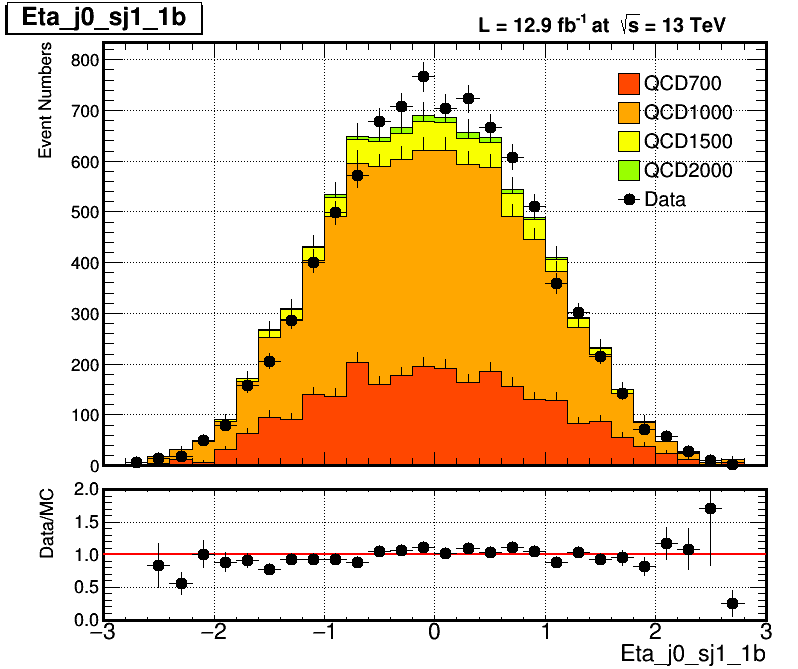 Eta_j0_sj1_1b
L = 12.9 fb-1 at √s = 13 TeV
Event Numbers
800
700
600
500
400
300
200
100
0
QCD700
QCD1000
QCD1500
QCD2000
Data
Data/MC
2.0
1.5
1.0
0.5
0.0
−3 −2 −1 0 1 2 3
Eta_j0_sj1_1b